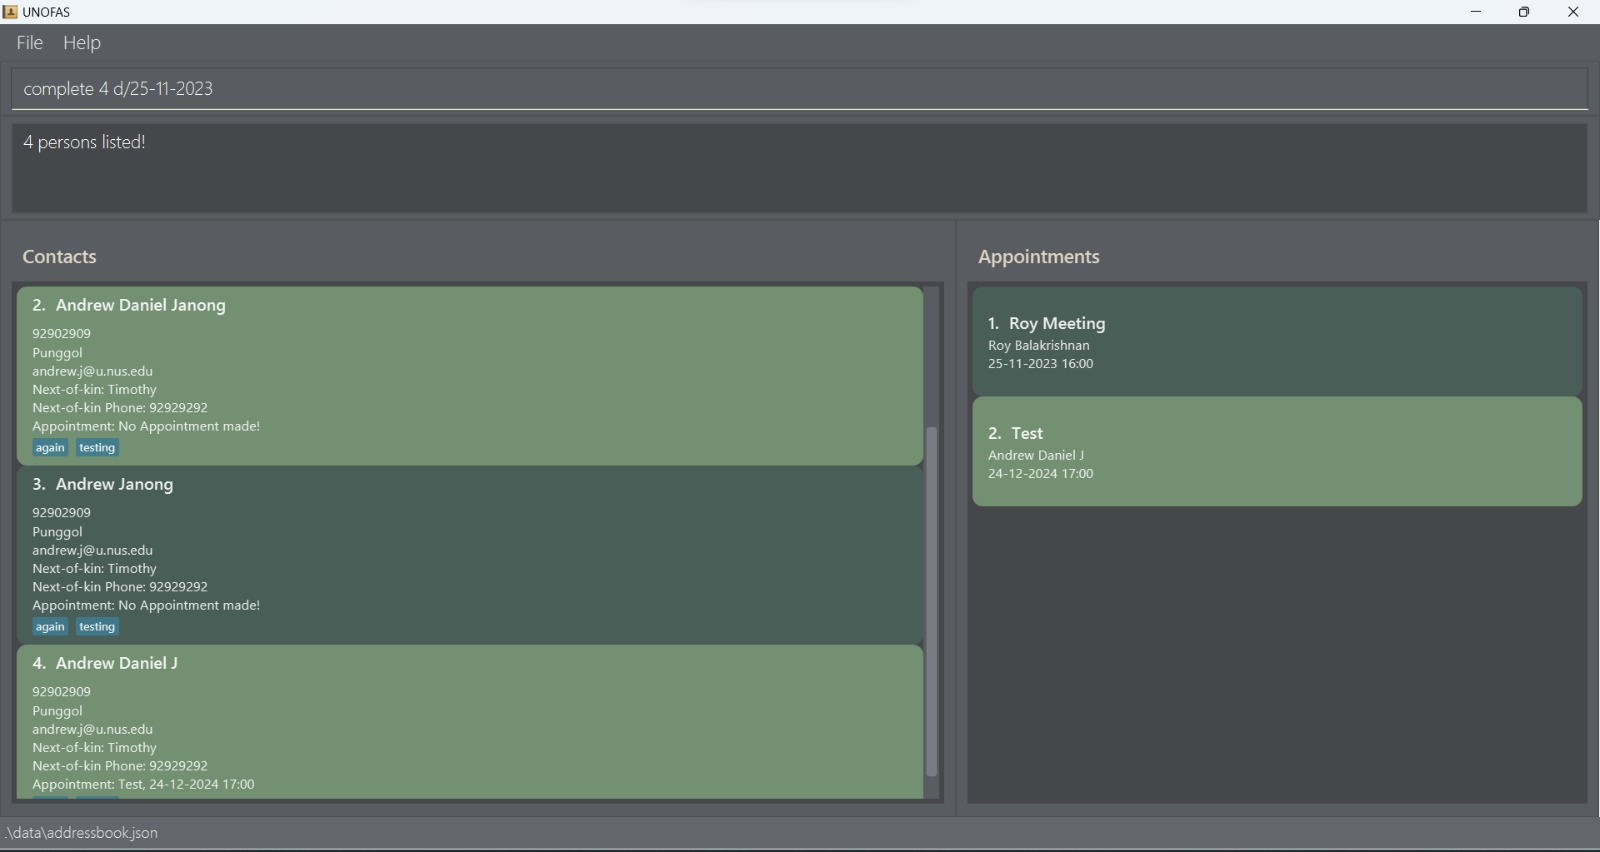 UNOFAS
File Help
complete 4 d/25-11-2023
4 persons listed!
Contacts
2. Andrew Daniel Janong
92902909
Punggol
andrew.j@u.nus.edu
Next-of-kin: Timothy
Next-of-kin Phone: 92929292
Appointment: No Appointment made!
again testing
3. Andrew Janong
92902909
Punggol
andrew.j@u.nus.edu
Next-of-kin: Timothy
Next-of-kin Phone: 92929292
Appointment: No Appointment made!
again testing
4. Andrew Daniel J
92902909
Punggol
andrew.j@u.nus.edu
Next-of-kin: Timothy
Next-of-kin Phone: 92929292
Appointment: Test, 24-12-2024 17:00
Appointments
1. Roy Meeting
Roy Balakrishnan
25-11-2023 16:00
2. Test
Andrew Daniel J
24-12-2024 17:00
.\data\addressbook.json